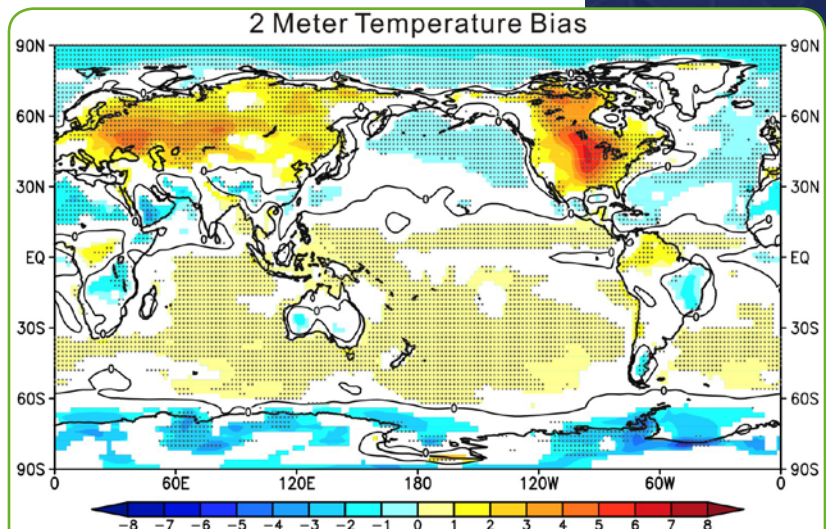 2 Meter Temperature Bias
90N 90N
60N 60N
30N 30N
EQ EQ
30S 30S
60S 60S
90S 90S
0 60E 120E 180 120W 60W 0
-8 -7 -6 -5 -4 -3 -2 -1 0 1 2 3 4 5 6 7 8